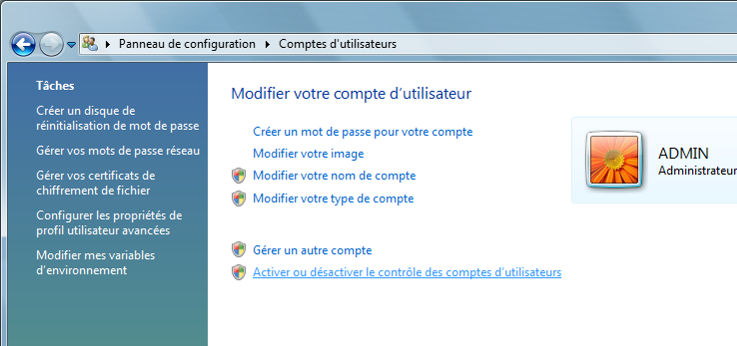 Panneau de configuration
Comptes d'utilisateurs
Tâches
Créer un disque de
réinitialisation de mot de passe
Gérer vos mots de passe réseau
Gérer vos certificats de
chiffrement de fichier
Configurer les propriétés de
profil utilisateur avancées
Modifier mes variables
d'environnement
Modifier votre compte d'utilisateur
Créer un mot de passe pour votre compte
Modifier votre image
Modifier votre nom de compte
Modifier votre type de compte
Gérer un autre compte
Activer ou désactiver le contrôle des comptes d'utilisateurs
ADMIN
Administrateur